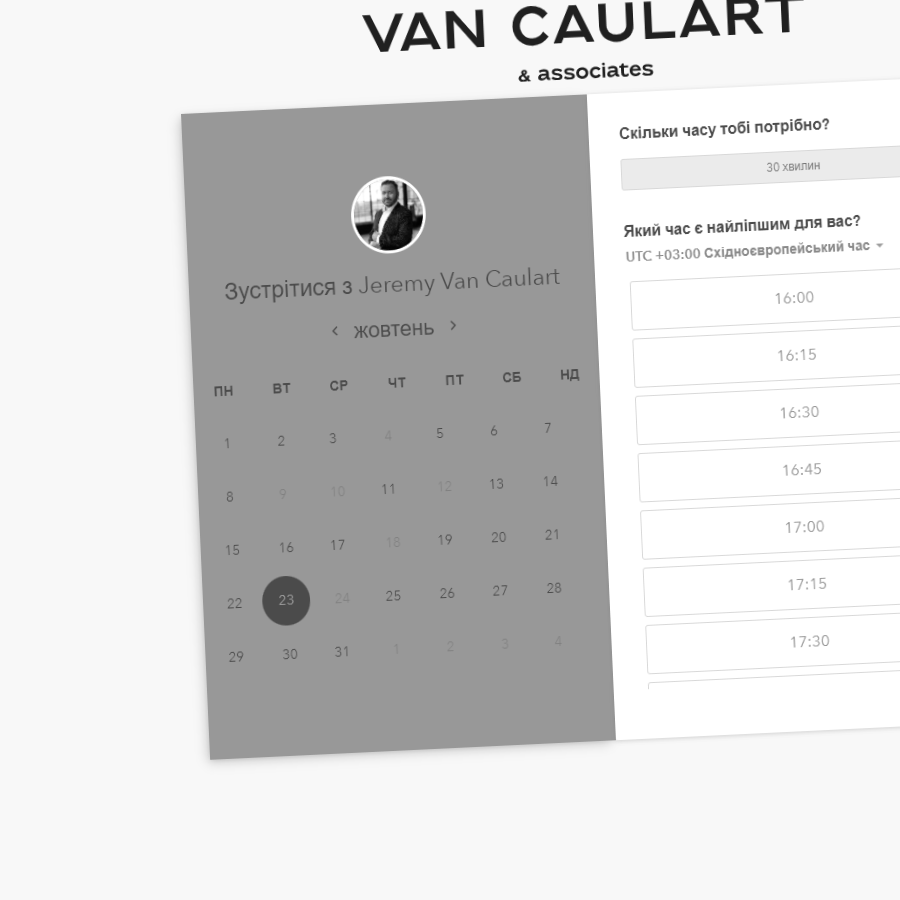 VAN CAULART
& associates
Зустрітися з Jeremy Van Caulart
‹ жовтень ›
ПН ВТ СР ЧТ ПТ СБ НД
1 2 3 4 5 6 7
8 9 10 11 12 13 14
15 16 17 18 19 20 21
22 23 24 25 26 27 28
29 30 31 1 2 3 4
Скільки часу тобі потрібно?
30 хвилин
Який час є найліпшим для вас?
UTC +03:00 Східноєвропейський час
16:00
16:15
16:30
16:45
17:00
17:15
17:30